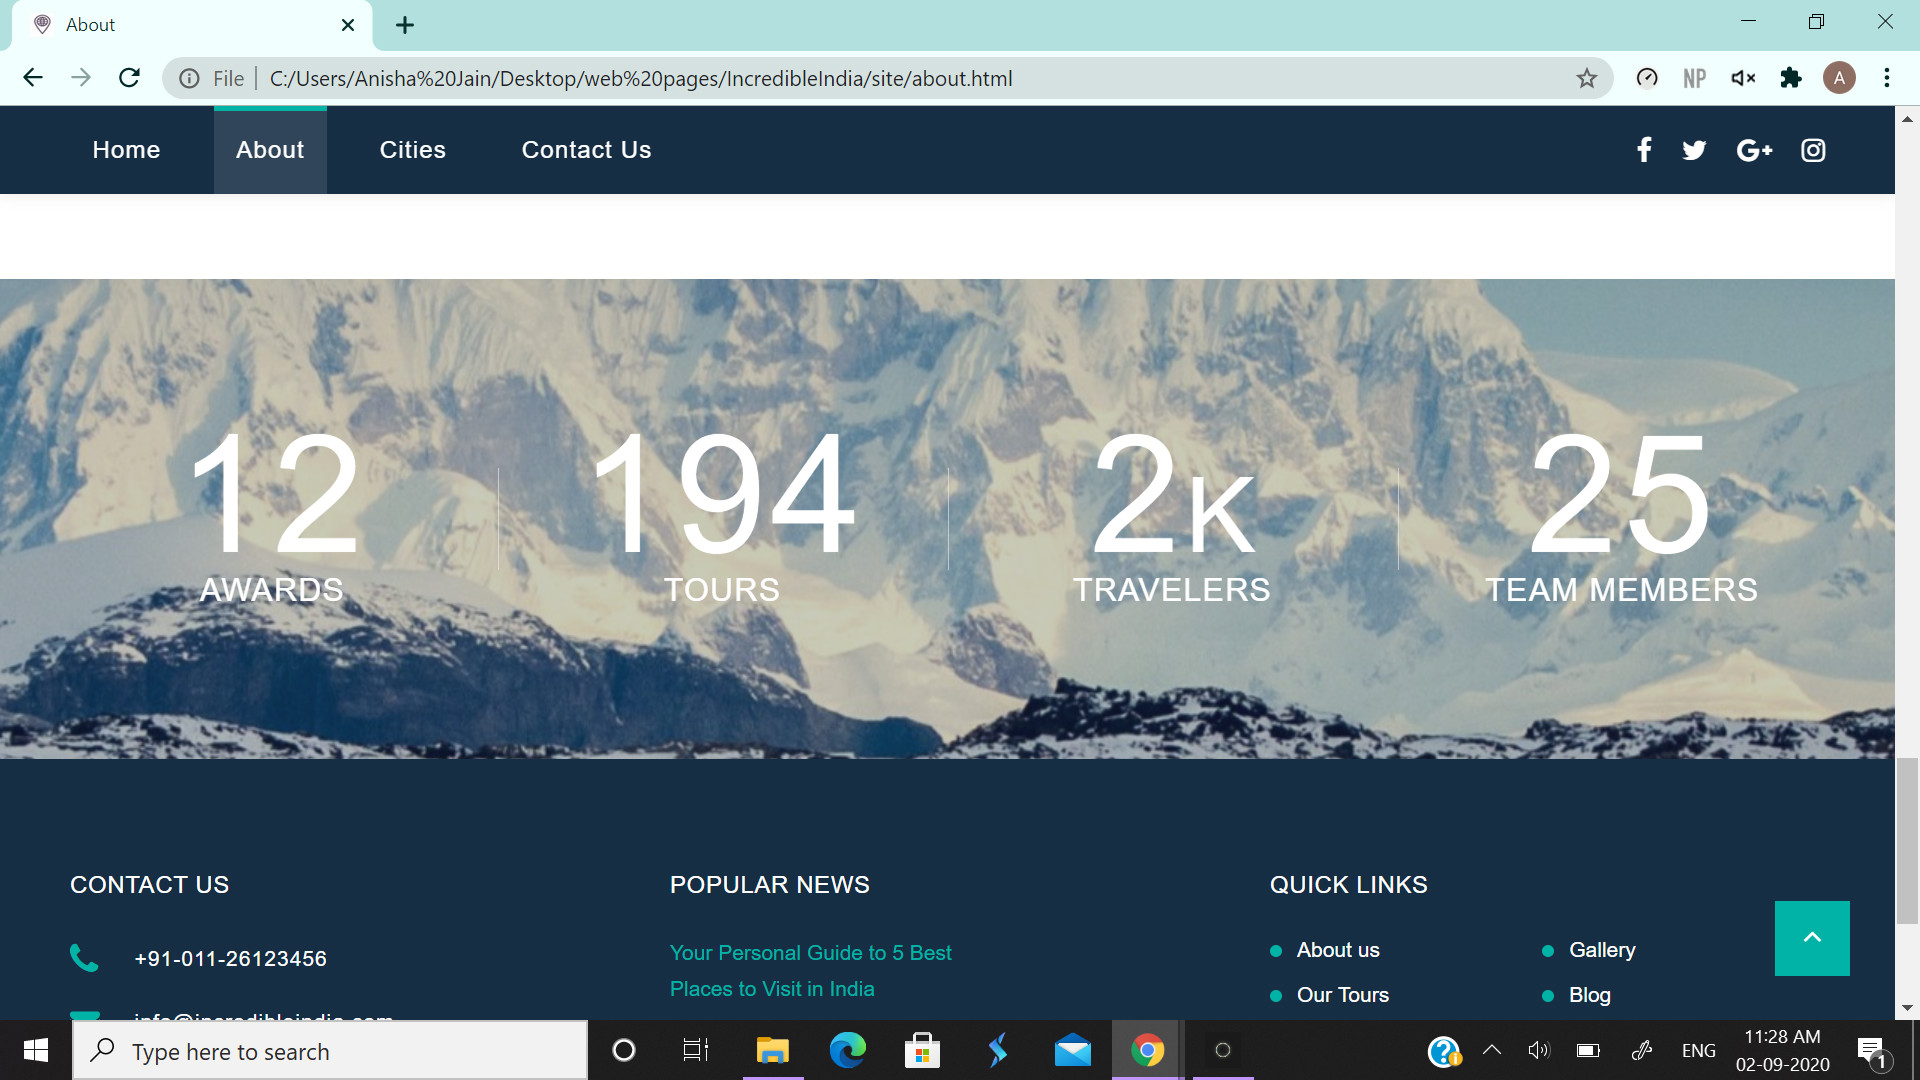 About
File
C:/Users/Anisha%20Jain/Desktop/web%20pages/IncredibleIndia/site/about.html
NP
A
Home
About
Cities
Contact Us
G+
12
AWARDS
194
TOURS
2K
TRAVELERS
25
TEAM MEMBERS
CONTACT US
+91-011-26123456
info@incredibleindia.com
POPULAR NEWS
Your Personal Guide to 5 Best
Places to Visit in India
QUICK LINKS
About us
Our Tours
Gallery
Blog
Type here to search
ENG
11:28 AM
02-09-2020
1